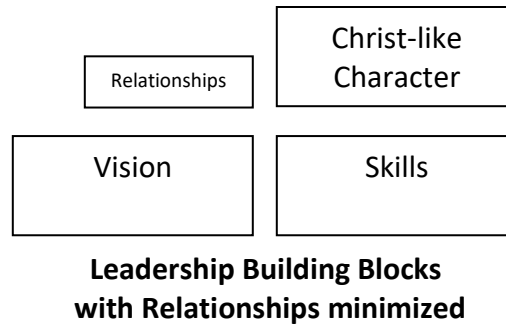 Relationships
Christ-like
Character
Vision
Skills
Leadership Building Blocks
with Relationships minimized